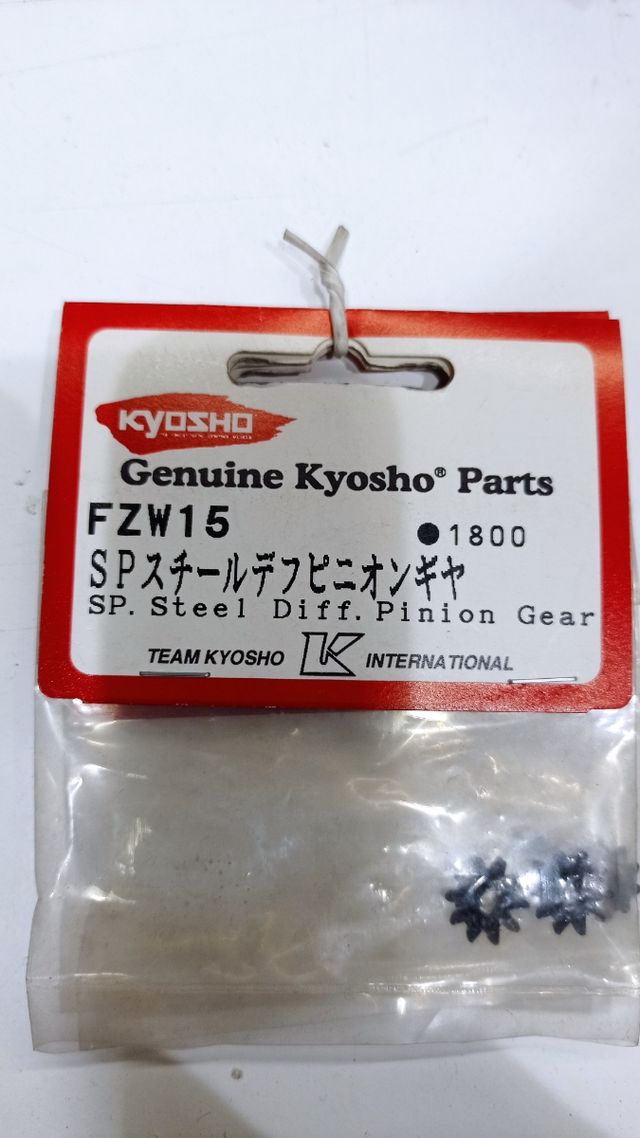 KYOSHO
Genuine Kyosho® Parts
FZW15 ●1800
SPスチールデフピニオンギヤ
SP. Steel Diff. Pinion Gear
TEAM KYOSHO K INTERNATIONAL